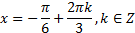 x = −π/6 + 2πk/3, k ∈ Z